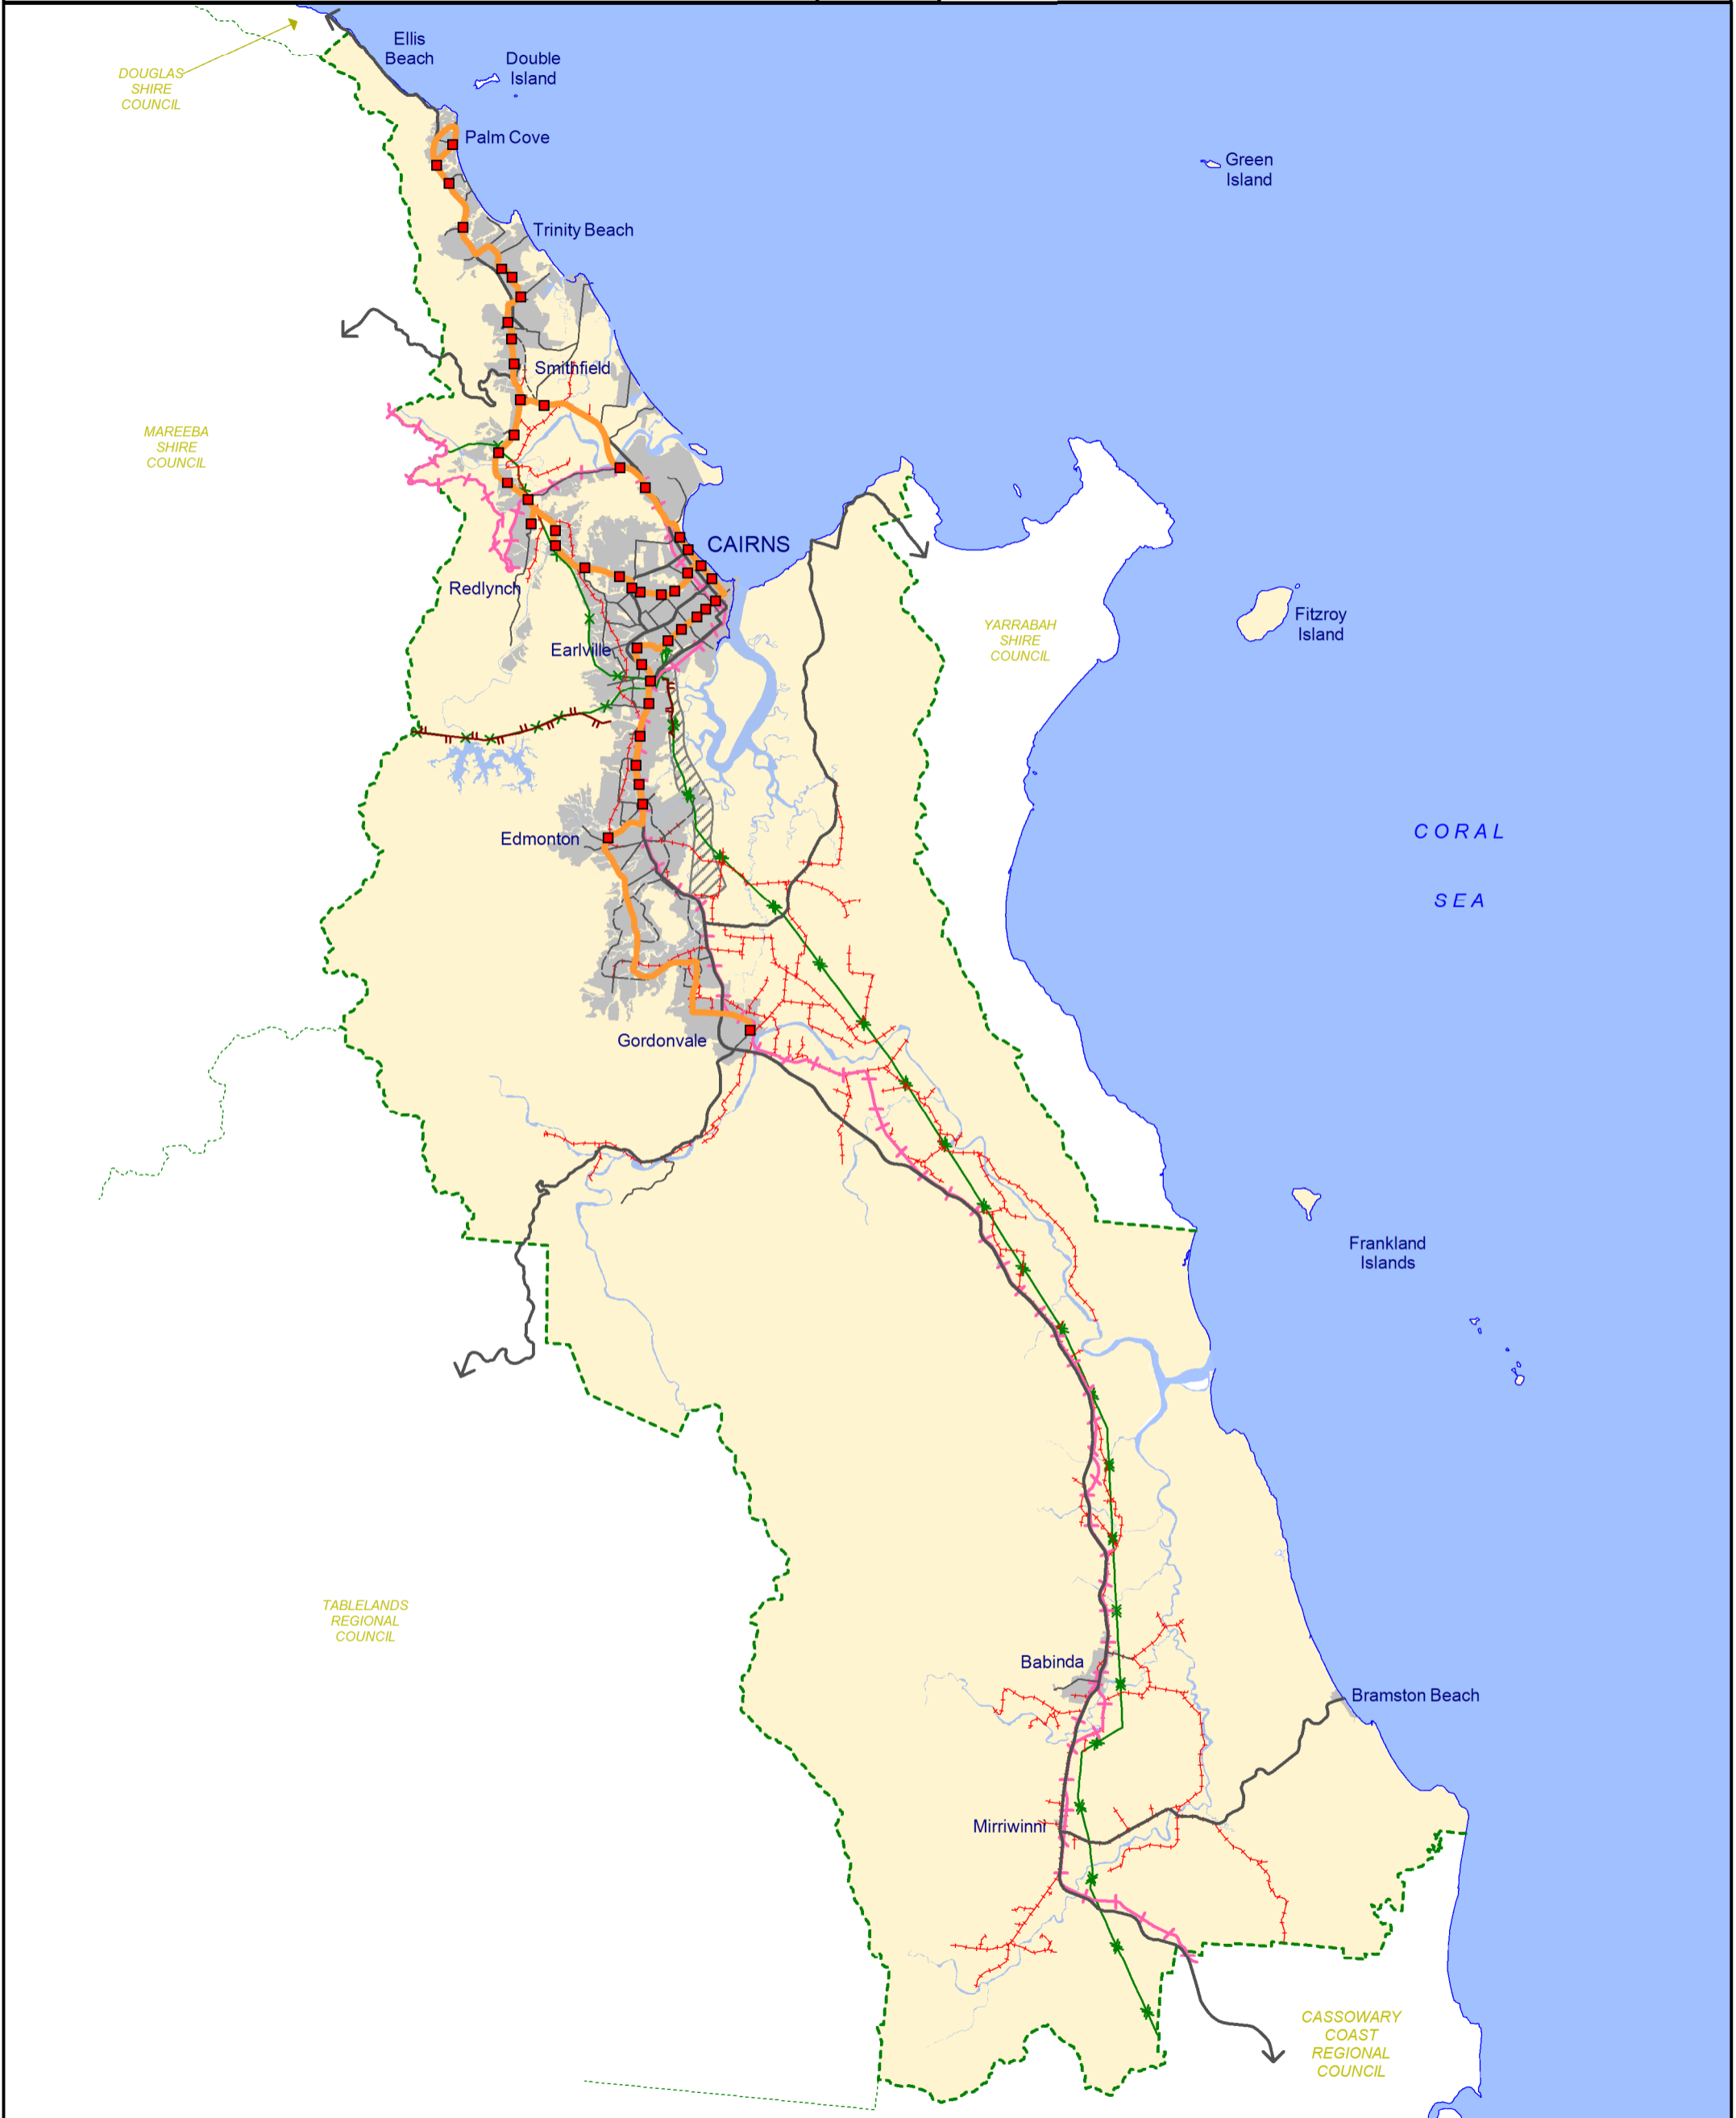 Ellis
Beach
Double
Island
DOUGLAS
SHIRE
COUNCIL
Palm Cove
Green
Island
Trinity Beach
Smithfield
MAREEBA
SHIRE
COUNCIL
CAIRNS
Redlynch
Fitzroy
Island
YARRABAH
SHIRE
COUNCIL
Earlville
CORAL
SEA
Edmonton
Gordonvale
Frankland
Islands
TABLELANDS
REGIONAL
COUNCIL
Babinda
Bramston Beach
Mirriwinni
CASSOWARY
COAST
REGIONAL
COUNCIL